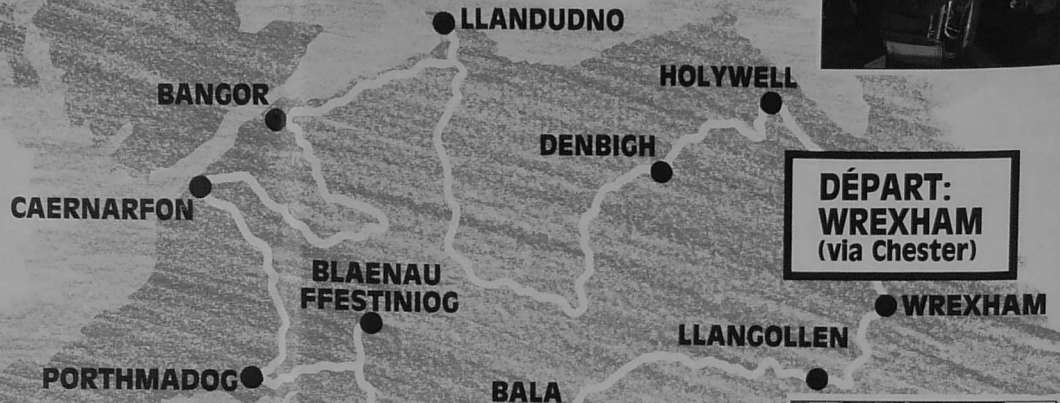 LLANDUDNO
HOLYWELL
BANGOR
DENBIGH
DÉPART:
WREXHAM
(via Chester)
CAERNARFON
BLAENAU
FFESTINIOG
WREXHAM
LLANGOLLEN
PORTHMADOG
BALA